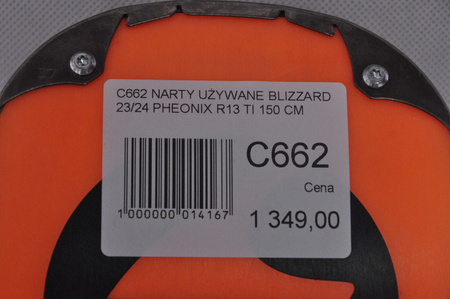 C662 NARTY UŻYWANE BLIZZARD
23/24 PHEONIX R13 TI 150 CM
C662
Cena
1 000000 014167
1 349,00